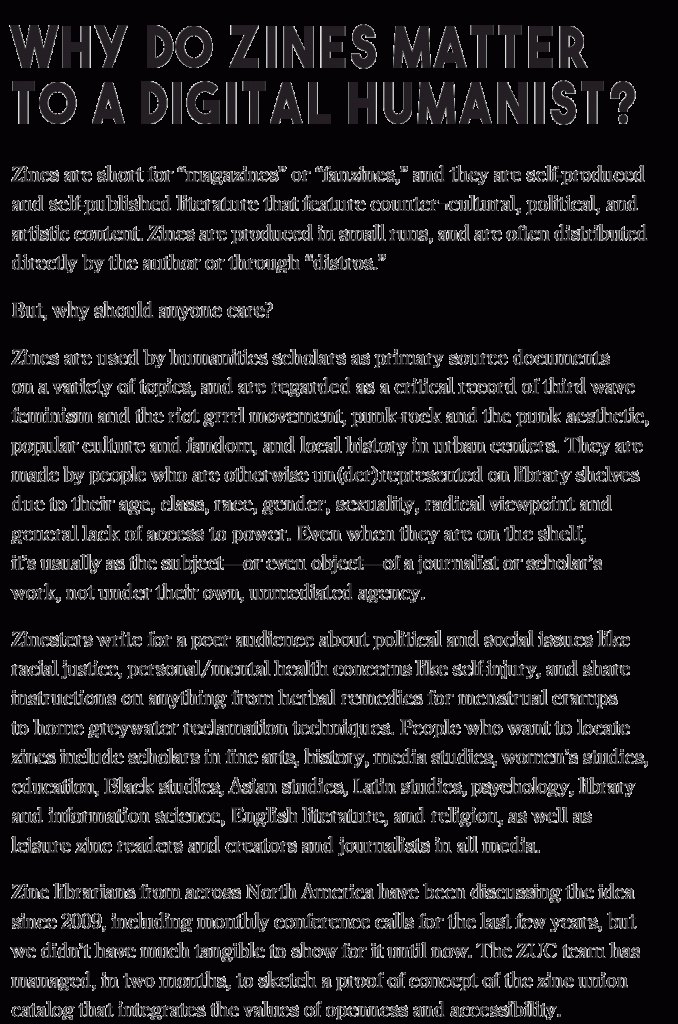 WHY DO ZINES MATTER
TO A DIGITAL HUMANIST?
Zines are short for “magazines” or “fanzines,” and they are self-produced
and self-published literature that feature counter-cultural, political, and
artistic content. Zines are produced in small runs, and are often distributed
directly by the author or through “distros.”
But, why should anyone care?
Zines are used by humanities scholars as primary source documents
on a variety of topics, and are regarded as a critical record of third wave
feminism and the riot grrrl movement, punk rock and the punk aesthetic,
popular culture and fandom, and local history in urban centers. They are
made by people who are otherwise un(der)represented on library shelves
due to their age, class, race, gender, sexuality, radical viewpoint and
general lack of access to power. Even when they are on the shelf,
it’s usually as the subject—or even object—of a journalist or scholar’s
work, not under their own, unmediated agency.
Zinesters write for a peer audience about political and social issues like
racial justice, personal/mental health concerns like self-injury, and share
instructions on anything from herbal remedies for menstrual cramps
to home greywater reclamation techniques. People who want to locate
zines include scholars in fine arts, history, media studies, women’s studies,
education, Black studies, Asian studies, Latin studies, psychology, library
and information science, English literature, and religion, as well as
leisure zine readers and creators and journalists in all media.
Zine librarians from across North America have been discussing the idea
since 2009, including monthly conference calls for the last few years, but
we didn’t have much tangible to show for it until now. The ZUC team has
managed, in two months, to sketch a proof of concept of the zine union
catalog that integrates the values of openness and accessibility.